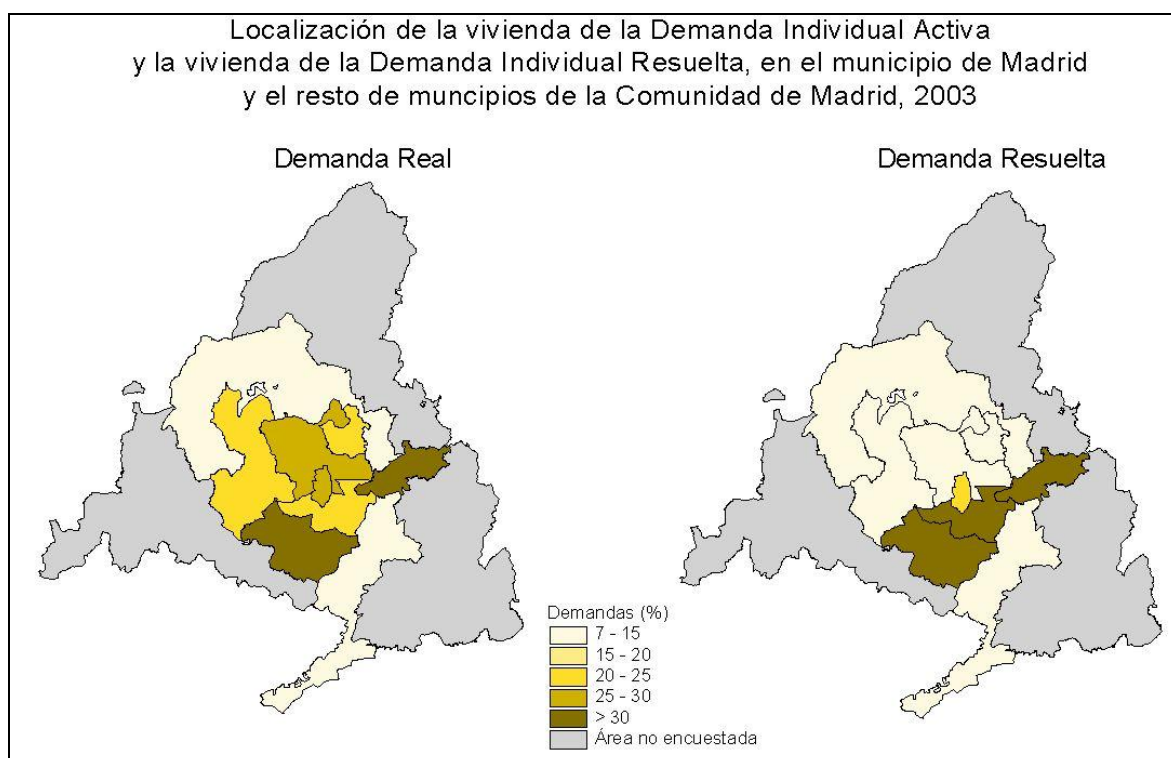 Localización de la vivienda de la Demanda Individual Activa
y la vivienda de la Demanda Individual Resuelta, en el municipio de Madrid
y el resto de muncipios de la Comunidad de Madrid, 2003
Demanda Real
Demanda Resuelta
Demandas (%)
7 - 15
15 - 20
20 - 25
25 - 30
> 30
Área no encuestada